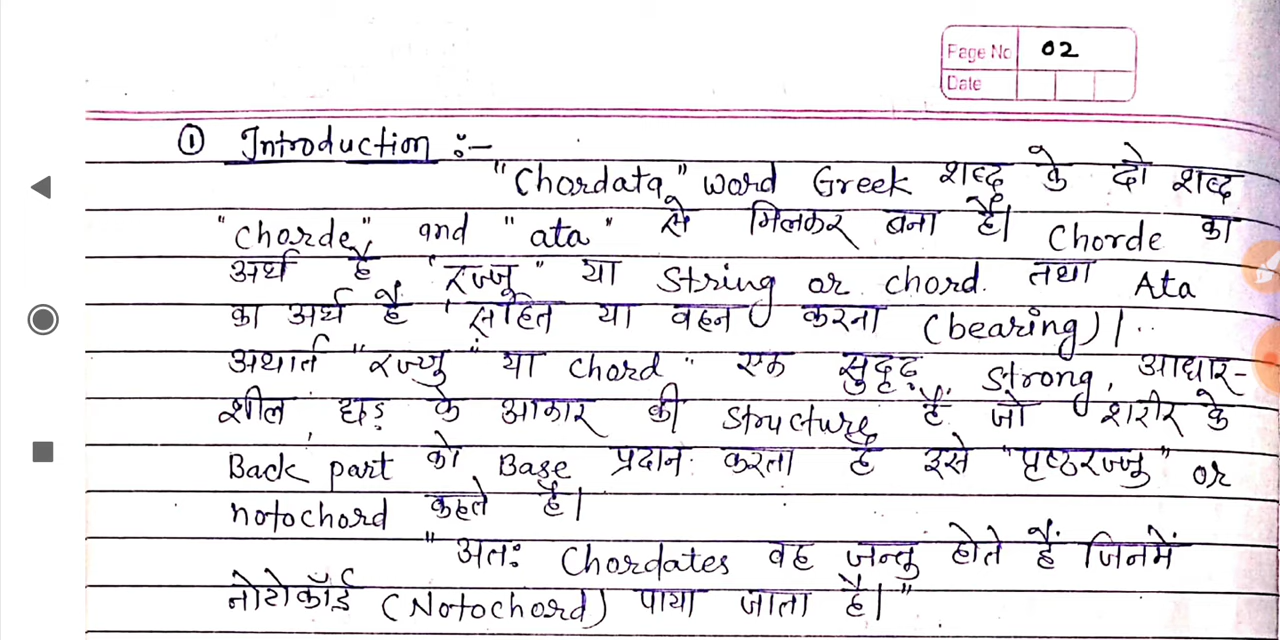 Page No 02
Date
① Introduction :-
"Chordata" word Greek शब्द के दो शब्द
"chorde" and "ata" से मिलकर बना है। Chorde का
अर्थ है "रज्जु" या String or chord. तथा Ata
का अर्थ है 'सहित या वहन करना (bearing)।..
अथार्त "रज्जु" या chord" एक सुदृढ़, strong, आधार-
शील, छड़ के आकार की structure है जो शरीर के
Back part को Base प्रदान करता है इसे "पृष्ठरज्जु" or
notochord कहते है।
"अतः Chordates वह जन्तु होते हैं जिनमें
नोटोकॉर्ड (Notochord) पाया जाता है।"